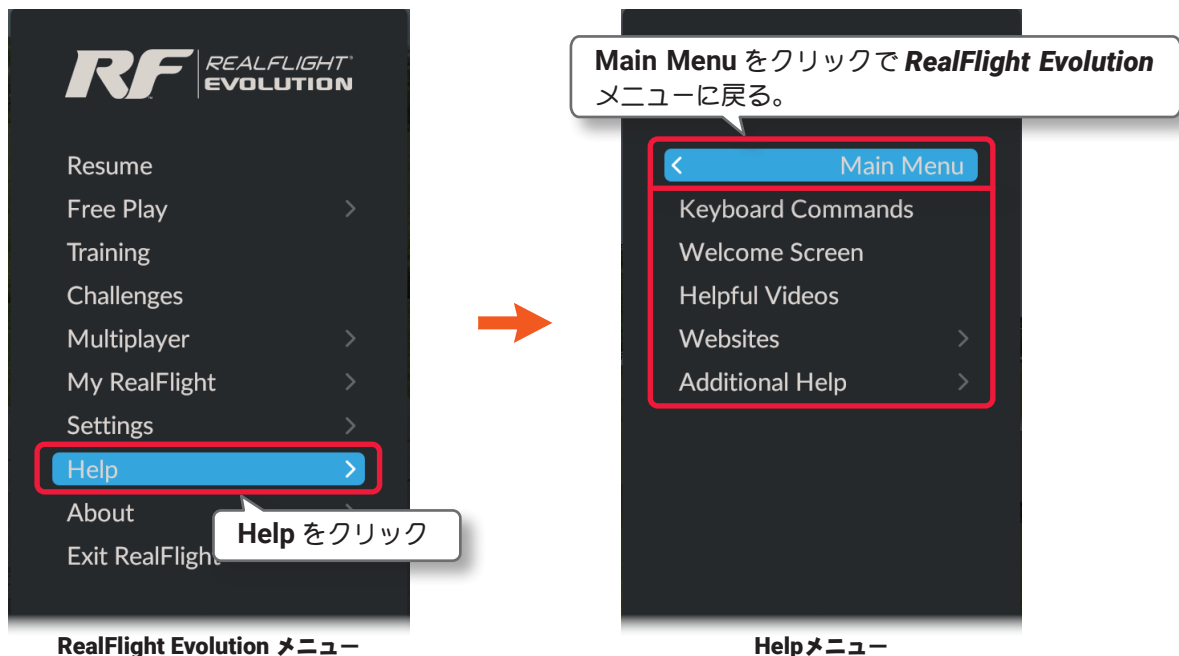 RF REALFLIGHT
EVOLUTION
Resume
Free Play
Training
Challenges
Multiplayer
My RealFlight
Settings
Help
About
Exit RealFlight
Help をクリック
RealFlight Evolution メニュー
Main Menu をクリックで RealFlight Evolution
メニューに戻る。
Main Menu
Keyboard Commands
Welcome Screen
Helpful Videos
Websites
Additional Help
Helpメニュー